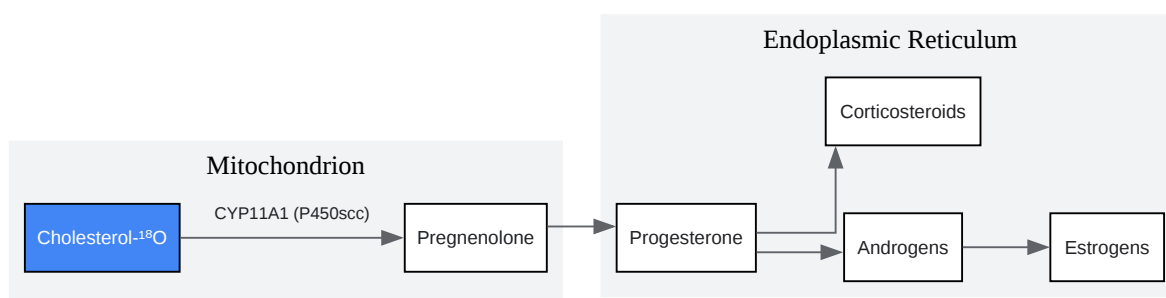 Mitochondrion
Cholesterol-¹⁸O
CYP11A1 (P450scc)
Pregnenolone
Endoplasmic Reticulum
Progesterone
Corticosteroids
Androgens
Estrogens